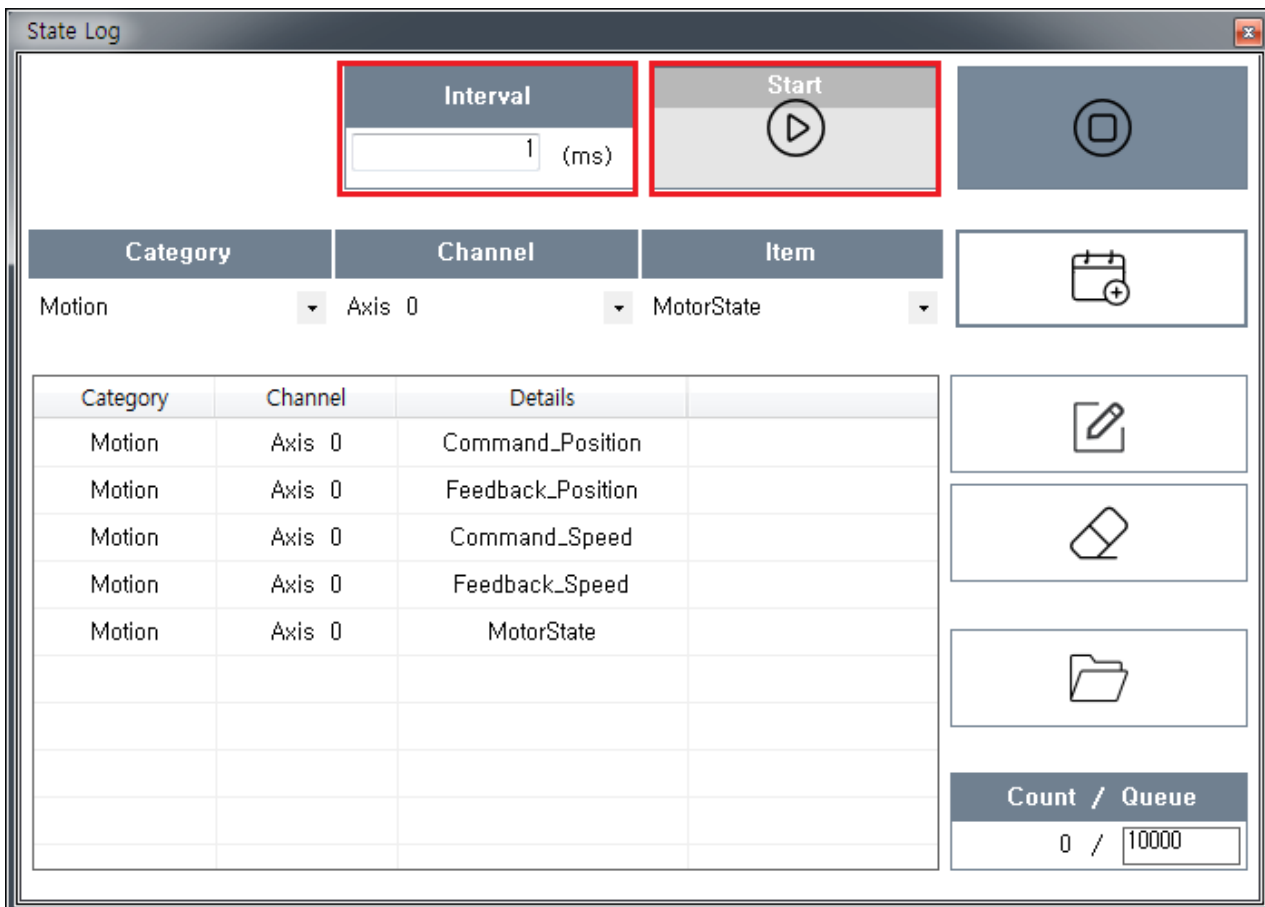 State Log
Interval
1 (ms)
Start
Category Channel Item
Motion Axis 0 MotorState
Category Channel Details
Motion Axis 0 Command_Position
Motion Axis 0 Feedback_Position
Motion Axis 0 Command_Speed
Motion Axis 0 Feedback_Speed
Motion Axis 0 MotorState
Count / Queue
0 / 10000